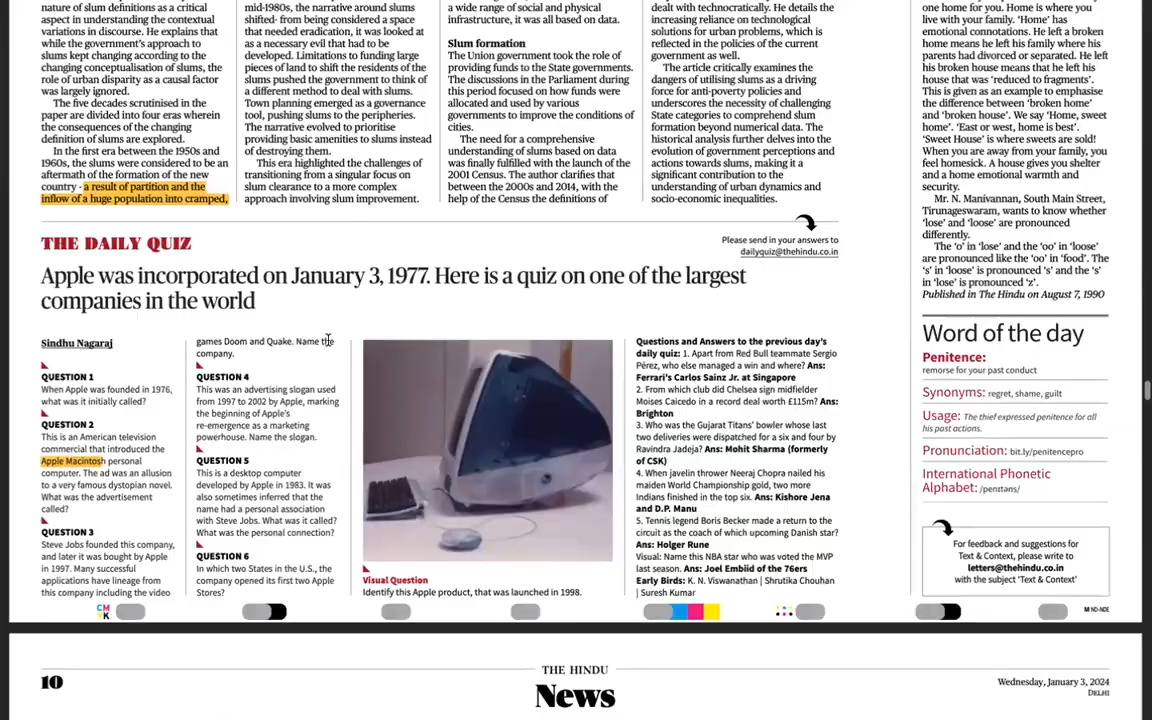 nature of slum definitions as a critical
aspect in understanding the contextual
variations in discourse. He explains that
while the government's approach to
slums kept changing according to the
changing conceptualisation of slums, the
role of urban disparity as a causal factor
was largely ignored.
The five decades scrutinised in the
paper are divided into four eras wherein
the consequences of the changing
definition of slums are explored.
In the first era between the 1950s and
1960s, the slums were considered to be an
aftermath of the formation of the new
country - a result of partition and the
inflow of a huge population into cramped,
mid-1980s, the narrative around slums
shifted- from being considered a space
that needed eradication, it was looked at
as a necessary evil that had to be
developed. Limitations to funding large
pieces of land to shift the residents of the
slums pushed the government to think of
a different method to deal with slums.
Town planning emerged as a governance
tool, pushing slums to the peripheries.
The narrative evolved to prioritise
providing basic amenities to slums instead
of destroying them.
This era highlighted the challenges of
transitioning from a singular focus on
slum clearance to a more complex
approach involving slum improvement.
a wide range of social and physical
infrastructure, it was all based on data.
Slum formation
The Union government took the role of
providing funds to the State governments.
The discussions in the Parliament during
this period focused on how funds were
allocated and used by various
governments to improve the conditions of
cities.
The need for a comprehensive
understanding of slums based on data
was finally fulfilled with the launch of the
2001 Census. The author clarifies that
between the 2000s and 2014, with the
help of the Census the definitions of
dealt with technocratically. He details the
increasing reliance on technological
solutions for urban problems, which is
reflected in the policies of the current
government as well.
The article critically examines the
dangers of utilising slums as a driving
force for anti-poverty policies and
underscores the necessity of challenging
State categories to comprehend slum
formation beyond numerical data. The
historical analysis further delves into the
evolution of government perceptions and
actions towards slums, making it a
significant contribution to the
understanding of urban dynamics and
socio-economic inequalities.
one home for you. Home is where you
live with your family. 'Home' has
emotional connotations. He left a broken
home means he left his family where his
parents had divorced or separated. He left
his broken house means that he left his
house that was 'reduced to fragments'.
This is given as an example to emphasise
the difference between 'broken home'
and 'broken house'. We say 'Home, sweet
home'. 'East or west, home is best'.
'Sweet House' is where sweets are sold!
When you are away from your family, you
feel homesick. A house gives you shelter
and a home emotional warmth and
security.
Mr. N. Manivannan, South Main Street,
Tirunageswaram, wants to know whether
'lose' and 'loose' are pronounced
differently.
The 'o' in 'lose' and the 'oo' in 'loose'
are pronounced like the 'oo' in 'food'. The
's' in 'loose' is pronounced 's' and the 's'
in 'lose' is pronounced 'z'.
Published in The Hindu on August 7, 1990
THE DAILY QUIZ
Please send in your answers to
dailyquiz@thehindu.co.in
Apple was incorporated on January 3, 1977. Here is a quiz on one of the largest
companies in the world
Sindhu Nagaraj
QUESTION 1
When Apple was founded in 1976,
what was it initially called?
QUESTION 2
This is an American television
commercial that introduced the
Apple Macintosh personal
computer. The ad was an allusion
to a very famous dystopian novel.
What was the advertisement
called?
QUESTION 3
Steve Jobs founded this company,
and later it was bought by Apple
in 1997. Many successful
applications have lineage from
this company including the video
games Doom and Quake. Name the
company.
QUESTION 4
This was an advertising slogan used
from 1997 to 2002 by Apple, marking
the beginning of Apple's
re-emergence as a marketing
powerhouse. Name the slogan.
QUESTION 5
This is a desktop computer
developed by Apple in 1983. It was
also sometimes inferred that the
name had a personal association
with Steve Jobs. What was it called?
What was the personal connection?
QUESTION 6
In which two States in the U.S., the
company opened its first two Apple
Stores?
Visual Question
Identify this Apple product, that was launched in 1998.
Questions and Answers to the previous day's
daily quiz: 1. Apart from Red Bull teammate Sergio
Pérez, who else managed a win and where? Ans:
Ferrari's Carlos Sainz Jr. at Singapore
2. From which club did Chelsea sign midfielder
Moises Caicedo in a record deal worth £115m? Ans:
Brighton
3. Who was the Gujarat Titans' bowler whose last
two deliveries were dispatched for a six and four by
Ravindra Jadeja? Ans: Mohit Sharma (formerly
of CSK)
4. When javelin thrower Neeraj Chopra nailed his
maiden World Championship gold, two more
Indians finished in the top six. Ans: Kishore Jena
and D.P. Manu
5. Tennis legend Boris Becker made a return to the
circuit as the coach of which upcoming Danish star?
Ans: Holger Rune
Visual: Name this NBA star who was voted the MVP
last season. Ans: Joel Embiid of the 76ers
Early Birds: K. N. Viswanathan | Shrutika Chouhan
| Suresh Kumar
Word of the day
Penitence:
remorse for your past conduct
Synonyms: regret, shame, guilt
Usage: The thief expressed penitence for all
his past actions.
Pronunciation: bit.ly/penitencepro
International Phonetic
Alphabet: /penɪtəns/
For feedback and suggestions for
Text & Context, please write to
letters@thehindu.co.in
with the subject 'Text & Context'
CM
YK
M ND-NDE
10
THE HINDU
News
Wednesday, January 3, 2024
DELHI